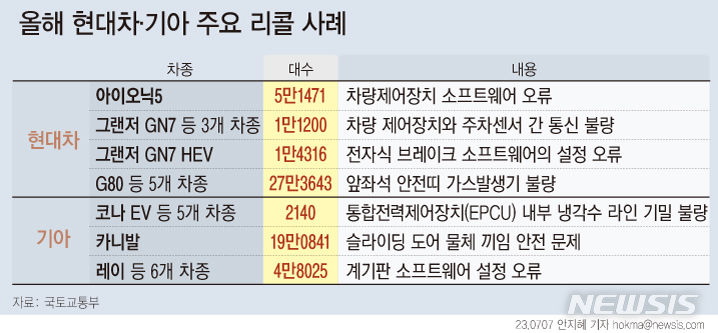 올해 현대차·기아 주요 리콜 사례
차종 대수 내용
현대차
아이오닉5 5만1471 차량제어장치 소프트웨어 오류
그랜저 GN7 등 3개 차종 1만1200 차량 제어장치와 주차센서 간 통신 불량
그랜저 GN7 HEV 1만4316 전자식 브레이크 소프트웨어의 설정 오류
G80 등 5개 차종 27만3643 앞좌석 안전띠 가스발생기 불량
기아
코나 EV 등 5개 차종 2140 통합전력제어장치(EPCU) 내부 냉각수 라인 기밀 불량
카니발 19만0841 슬라이딩 도어 물체 끼임 안전 문제
레이 등 6개 차종 4만8025 계기판 소프트웨어 설정 오류
자료: 국토교통부
NEWSIS
23.0707 안지혜 기자 hokma@newsis.com